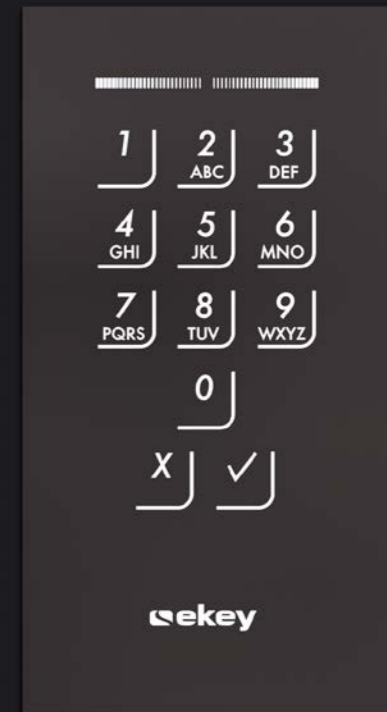 1 2 3
ABC DEF
4 5 6
GHI JKL MNO
7 8 9
PQRS TUV WXYZ
0
X ✓
ekey